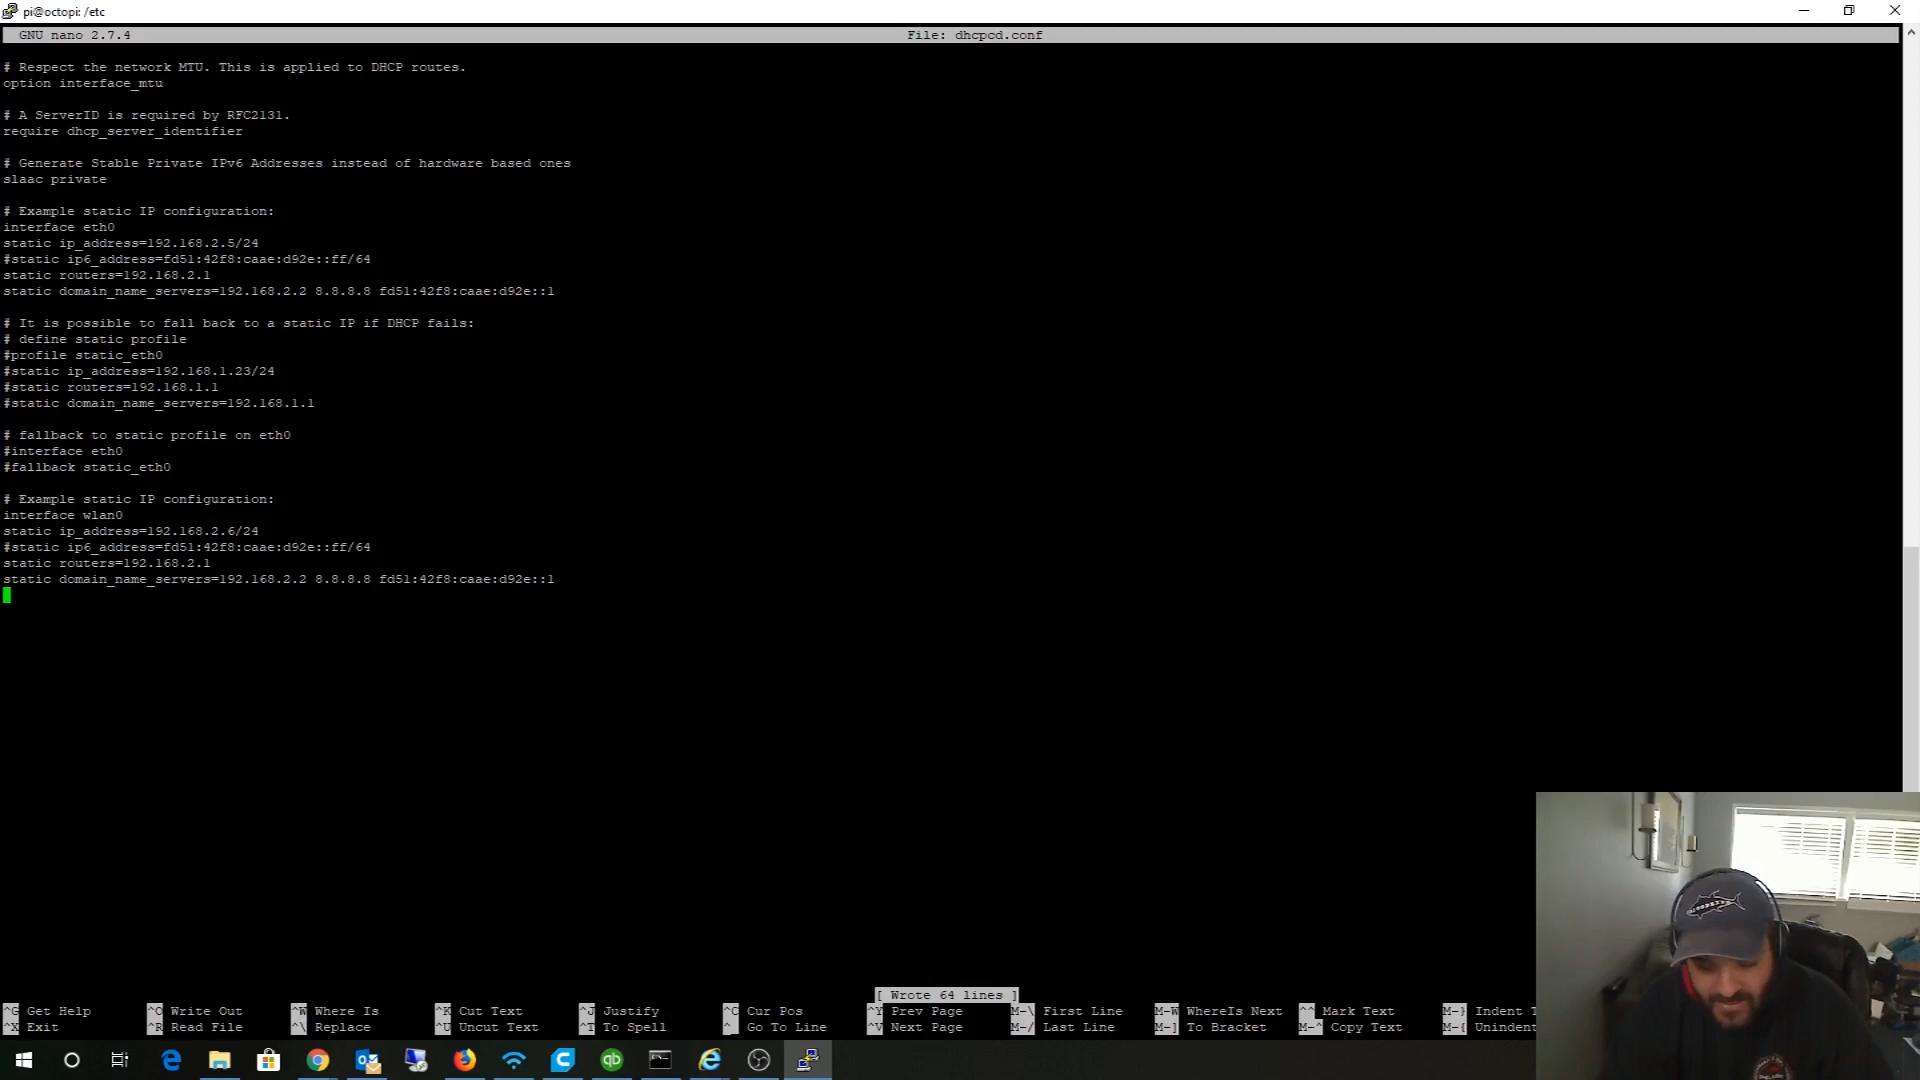 pi@octopi: /etc
GNU nano 2.7.4 File: dhcpcd.conf
# Respect the network MTU. This is applied to DHCP routes.
option interface_mtu
# A ServerID is required by RFC2131.
require dhcp_server_identifier
# Generate Stable Private IPv6 Addresses instead of hardware based ones
slaac private
# Example static IP configuration:
interface eth0
static ip_address=192.168.2.5/24
#static ip6_address=fd51:42f8:caae:d92e::ff/64
static routers=192.168.2.1
static domain_name_servers=192.168.2.2 8.8.8.8 fd51:42f8:caae:d92e::1
# It is possible to fall back to a static IP if DHCP fails:
# define static profile
#profile static_eth0
#static ip_address=192.168.1.23/24
#static routers=192.168.1.1
#static domain_name_servers=192.168.1.1
# fallback to static profile on eth0
#interface eth0
#fallback static_eth0
# Example static IP configuration:
interface wlan0
static ip_address=192.168.2.6/24
#static ip6_address=fd51:42f8:caae:d92e::ff/64
static routers=192.168.2.1
static domain_name_servers=192.168.2.2 8.8.8.8 fd51:42f8:caae:d92e::1
[ Wrote 64 lines ]
^G Get Help ^O Write Out ^W Where Is ^K Cut Text ^J Justify ^C Cur Pos ^Y Prev Page M-\ First Line M-W WhereIs Next ^^ Mark Text M-} Indent T
^X Exit ^R Read File ^\ Replace ^U Uncut Text ^T To Spell ^_ Go To Line ^V Next Page M-/ Last Line M-] To Bracket M-^ Copy Text M-{ Unindent